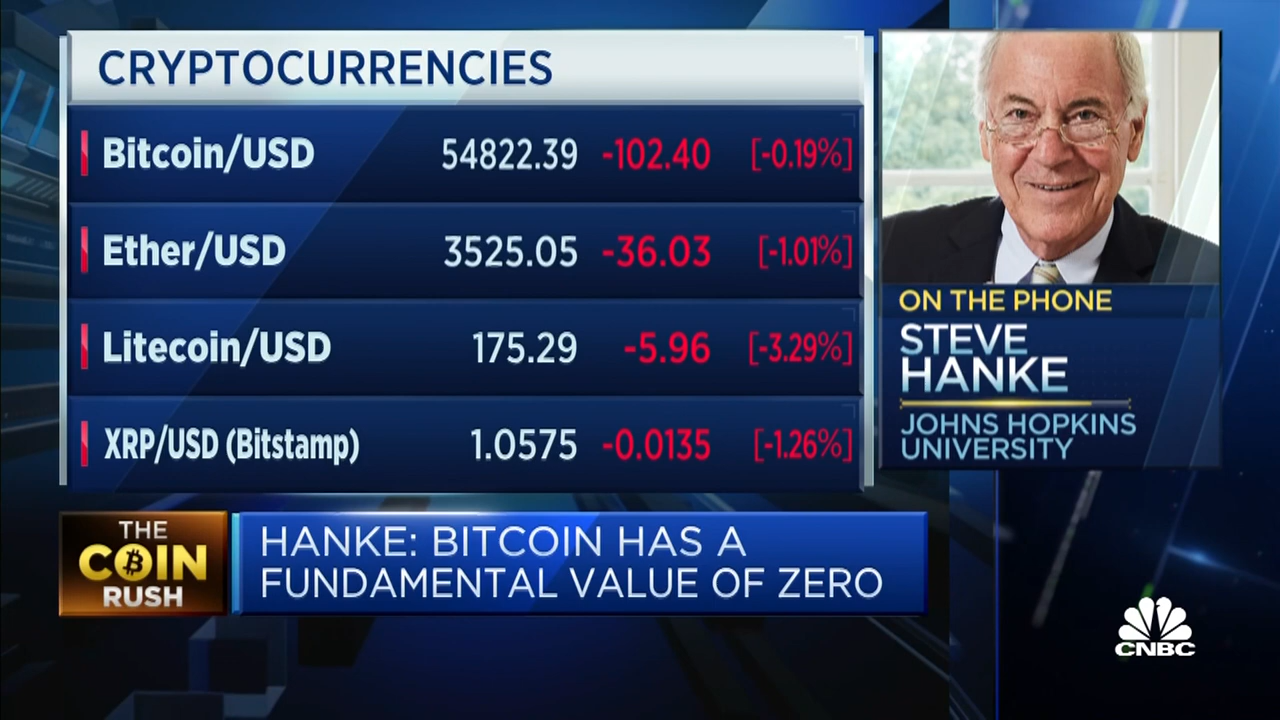 CRYPTOCURRENCIES
Bitcoin/USD 54822.39 -102.40 [-0.19%]
Ether/USD 3525.05 -36.03 [-1.01%]
Litecoin/USD 175.29 -5.96 [-3.29%]
XRP/USD (Bitstamp) 1.0575 -0.0135 [-1.26%]
ON THE PHONE
STEVE
HANKE
JOHNS HOPKINS
UNIVERSITY
THE
COIN
RUSH
HANKE: BITCOIN HAS A
FUNDAMENTAL VALUE OF ZERO
CNBC